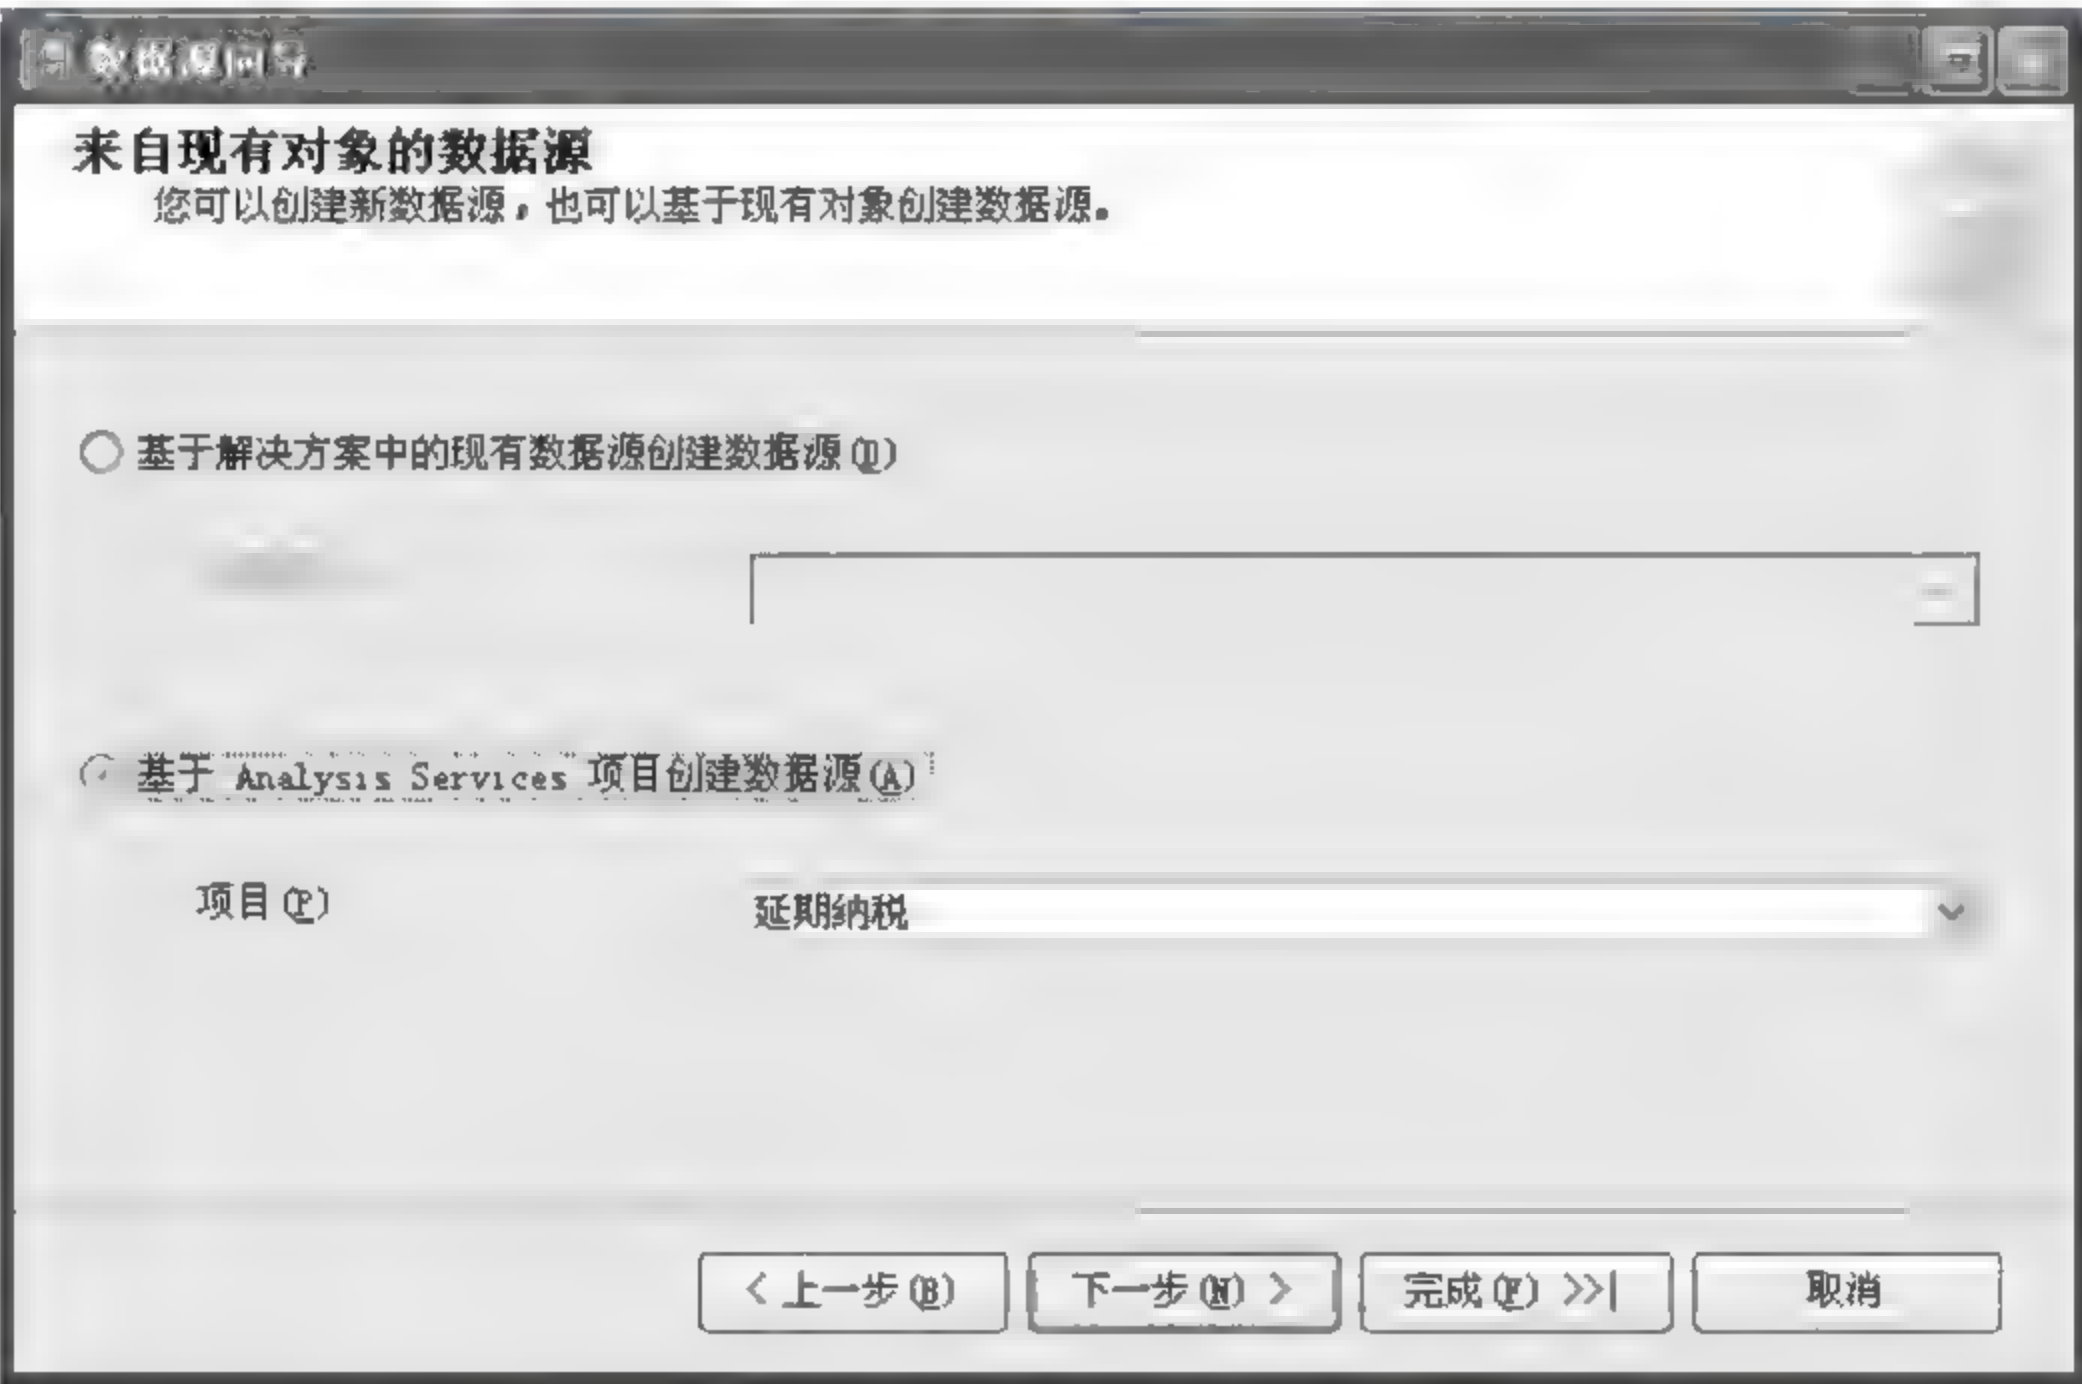 数据源向导
来自现有对象的数据源
您可以创建新数据源，也可以基于现有对象创建数据源。
基于解决方案中的现有数据源创建数据源(D)
基于 Analysis Services 项目创建数据源(A)
项目(P) 延期纳税
< 上一步(B) 下一步(N) > 完成(F) >>| 取消